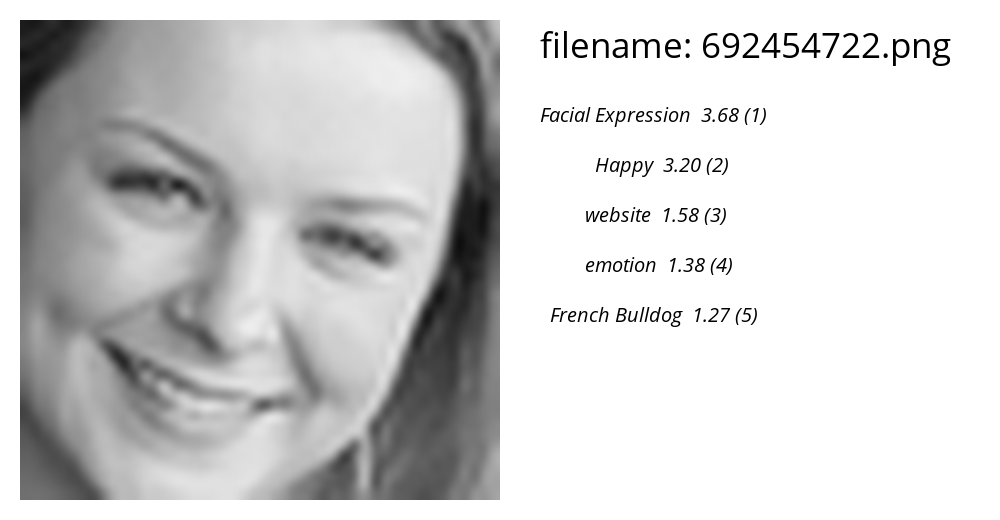 filename: 692454722.png
Facial Expression 3.68 (1)
Happy 3.20 (2)
website 1.58 (3)
emotion 1.38 (4)
French Bulldog 1.27 (5)